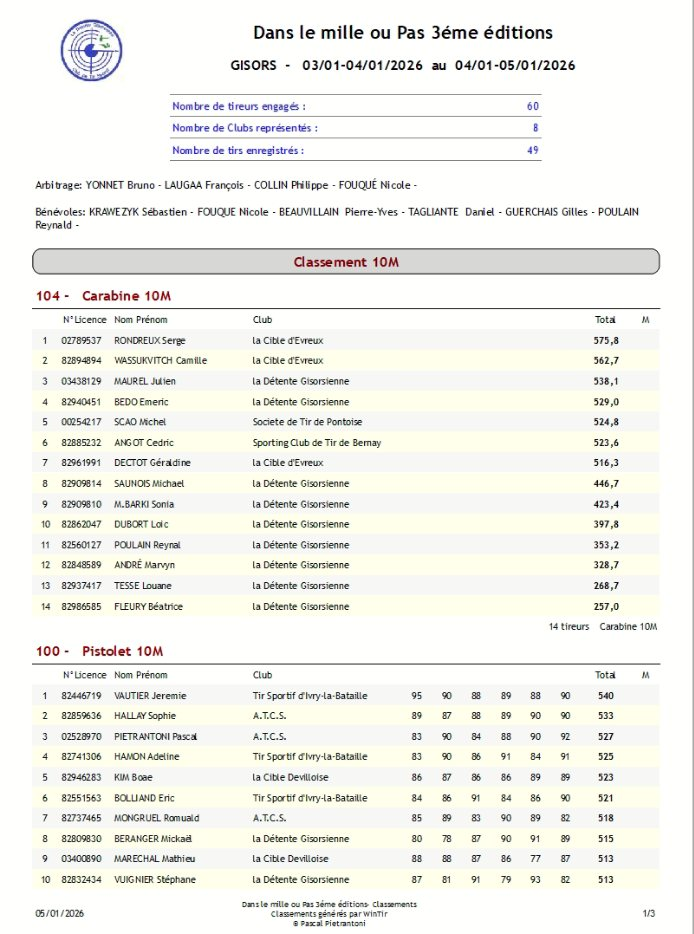 Dans le mille ou Pas 3éme éditions
GISORS - 03/01-04/01/2026 au 04/01-05/01/2026
Nombre de tireurs engagés : 60
Nombre de Clubs représentés : 8
Nombre de tirs enregistrés : 49
Arbitrage: YONNET Bruno - LAUGAA François - COLLIN Philippe - FOUQUÉ Nicole -
Bénévoles: KRAWEZYK Sébastien - FOUQUE Nicole - BEAUVILLAIN Pierre-Yves - TAGLIANTE Daniel - GUERCHAIS Gilles - POULAIN
Reynald -
Classement 10M
104 - Carabine 10M
N°Licence Nom Prénom Club Total M
1 02789537 RONDREUX Serge la Cible d'Evreux 575,8
2 82894894 WASSUKVITCH Camille la Cible d'Evreux 562,7
3 03438129 MAUREL Julien la Détente Gisorsienne 538,1
4 82940451 BEDO Emeric la Détente Gisorsienne 529,0
5 00254217 SCAO Michel Societe de Tir de Pontoise 524,8
6 82885232 ANGOT Cedric Sporting Club de Tir de Bernay 523,6
7 82961991 DECTOT Géraldine la Cible d'Evreux 516,3
8 82909814 SAUNOIS Michael la Détente Gisorsienne 446,7
9 82909810 M.BARKI Sonia la Détente Gisorsienne 423,4
10 82862047 DUBORT Loic la Détente Gisorsienne 397,8
11 82560127 POULAIN Reynal la Détente Gisorsienne 353,2
12 82848589 ANDRÉ Marvyn la Détente Gisorsienne 328,7
13 82937417 TESSE Louane la Détente Gisorsienne 268,7
14 82986585 FLEURY Béatrice la Détente Gisorsienne 257,0
14 tireurs Carabine 10M
100 - Pistolet 10M
N°Licence Nom Prénom Club Total M
1 82446719 VAUTIER Jeremie Tir Sportif d'Ivry-la-Bataille 95 90 88 89 88 90 540
2 82859636 HALLAY Sophie A.T.C.S. 89 87 88 89 90 90 533
3 02528970 PIETRANTONI Pascal A.T.C.S. 83 90 84 88 90 92 527
4 82741306 HAMON Adeline Tir Sportif d'Ivry-la-Bataille 83 90 86 91 84 91 525
5 82946283 KIM Boae la Cible Devilloise 86 87 86 86 89 89 523
6 82551563 BOLLIAND Eric Tir Sportif d'Ivry-la-Bataille 84 86 91 84 86 90 521
7 82737465 MONGRUEL Romuald A.T.C.S. 85 89 83 90 89 82 518
8 82809830 BERANGER Mickaël la Détente Gisorsienne 80 78 87 90 91 89 515
9 03400890 MARECHAL Mathieu la Cible Devilloise 88 88 87 86 77 87 513
10 82832434 VUIGNIER Stéphane la Détente Gisorsienne 87 81 91 79 93 82 513
05/01/2026
Dans le mille ou Pas 3éme éditions- Classements
Classements générés par WinTir
© Pascal Pietrantoni
1/3